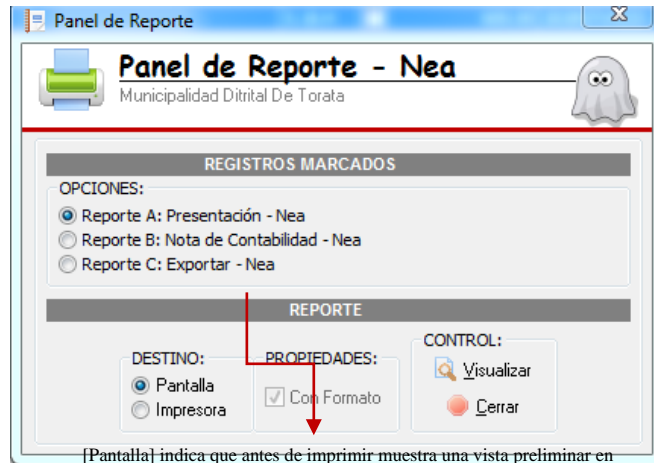 Panel de Reporte
Panel de Reporte - Nea
Municipalidad Ditrital De Torata
REGISTROS MARCADOS
OPCIONES:
Reporte A: Presentación - Nea
Reporte B: Nota de Contabilidad - Nea
Reporte C: Exportar - Nea
REPORTE
DESTINO:
Pantalla
Impresora
PROPIEDADES:
Con Formato
CONTROL:
Visualizar
Cerrar
[Pantalla] indica que antes de imprimir muestra una vista preliminar en